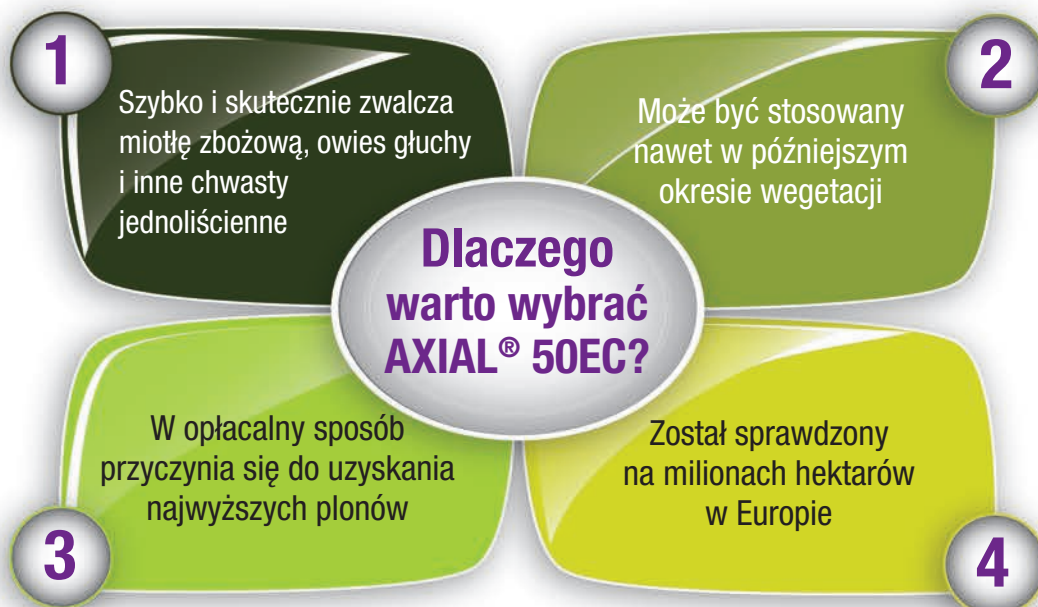 1
Szybko i skutecznie zwalcza
miotłę zbożową, owies głuchy
i inne chwasty
jednoliścienne
2
Może być stosowany
nawet w późniejszym
okresie wegetacji
Dlaczego
warto wybrać
AXIAL® 50EC?
W opłacalny sposób
przyczynia się do uzyskania
najwyższych plonów
3
Został sprawdzony
na milionach hektarów
w Europie
4